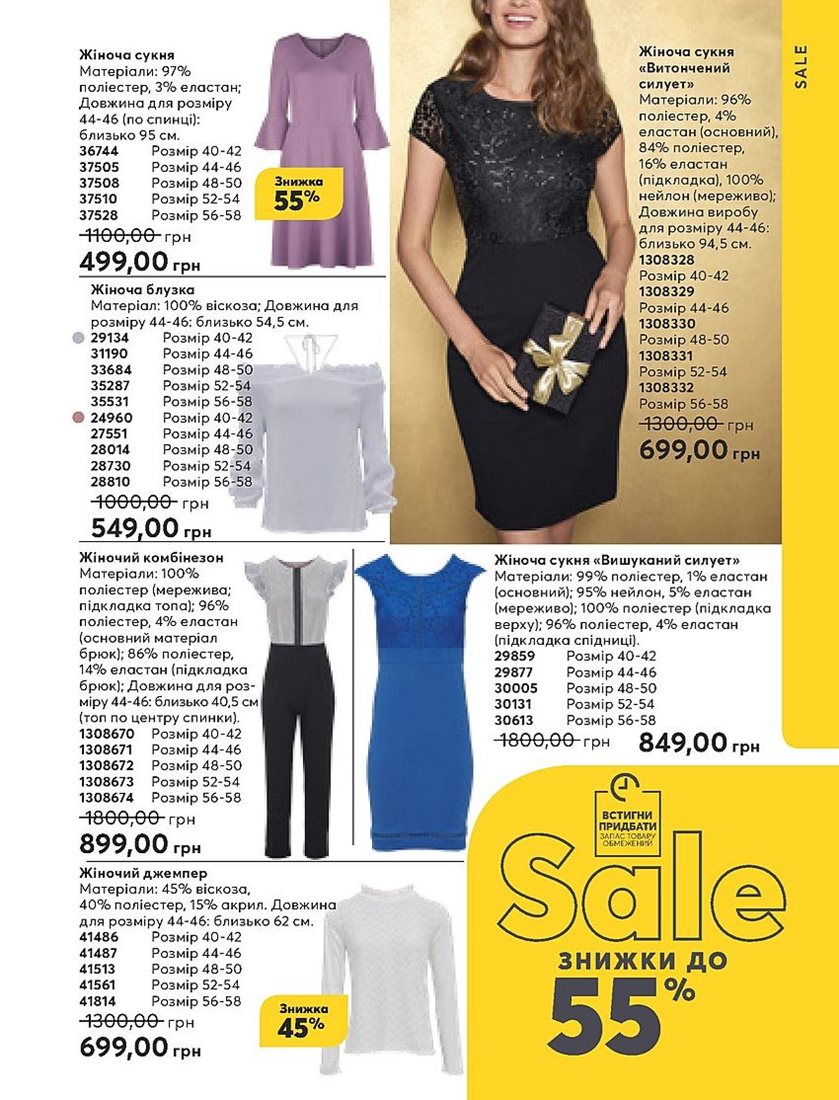 SALE
Жіноча сукня
Матеріали: 97%
поліестер, 3% еластан;
Довжина для розміру
44-46 (по спинці):
близько 95 см.
36744 Розмір 40-42
37505 Розмір 44-46
37508 Розмір 48-50
37510 Розмір 52-54
37528 Розмір 56-58
1100,00 грн
499,00 грн
Знижка
55%
Жіноча сукня
«Витончений
силует»
Матеріали: 96%
поліестер, 4%
еластан (основний),
84% поліестер,
16% еластан
(підкладка), 100%
нейлон (мереживо);
Довжина виробу
для розміру 44-46:
близько 94,5 см.
1308328
Розмір 40-42
1308329
Розмір 44-46
1308330
Розмір 48-50
1308331
Розмір 52-54
1308332
Розмір 56-58
1300,00 грн
699,00 грн
Жіноча блузка
Матеріал: 100% віскоза; Довжина для
розміру 44-46: близько 54,5 см.
29134 Розмір 40-42
31190 Розмір 44-46
33684 Розмір 48-50
35287 Розмір 52-54
35531 Розмір 56-58
24960 Розмір 40-42
27551 Розмір 44-46
28014 Розмір 48-50
28730 Розмір 52-54
28810 Розмір 56-58
1000,00 грн
549,00 грн
Жіночий комбінезон
Матеріали: 100%
поліестер (мережива;
підкладка топа); 96%
поліестер, 4% еластан
(основний матеріал
брюк); 86% поліестер,
14% еластан (підкладка
брюк); Довжина для роз-
міру 44-46: близько 40,5 см
(топ по центру спинки).
1308670 Розмір 40-42
1308671 Розмір 44-46
1308672 Розмір 48-50
1308673 Розмір 52-54
1308674 Розмір 56-58
1800,00 грн
899,00 грн
Жіноча сукня «Вишуканий силует»
Матеріали: 99% поліестер, 1% еластан
(основний); 95% нейлон, 5% еластан
(мереживо); 100% поліестер (підкладка
верху); 96% поліестер, 4% еластан
(підкладка спідниці).
29859 Розмір 40-42
29877 Розмір 44-46
30005 Розмір 48-50
30131 Розмір 52-54
30613 Розмір 56-58
1800,00 грн 849,00 грн
Жіночий джемпер
Матеріали: 45% віскоза,
40% поліестер, 15% акрил. Довжина
для розміру 44-46: близько 62 см.
41486 Розмір 40-42
41487 Розмір 44-46
41513 Розмір 48-50
41561 Розмір 52-54
41814 Розмір 56-58
1300,00 грн
699,00 грн
Знижка
45%
ВСТИГНИ
ПРИДБАТИ
ЗАПАС ТОВАРУ
ОБМЕЖЕНИЙ
Sale
ЗНИЖКИ ДО
55%